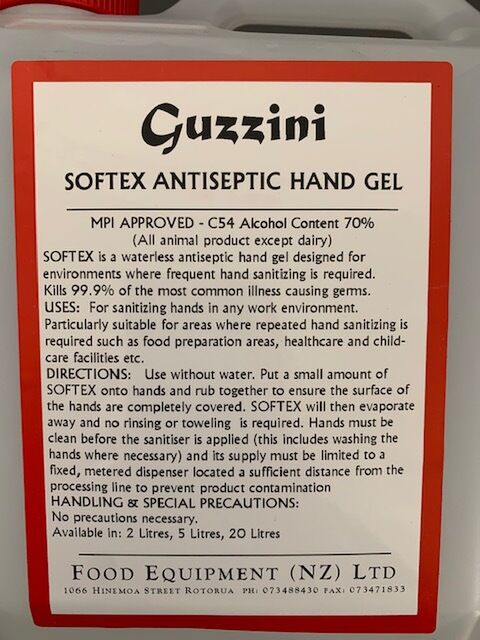 Guzzini
SOFTEX ANTISEPTIC HAND GEL
MPI APPROVED - C54 Alcohol Content 70%
(All animal product except dairy)
SOFTEX is a waterless antiseptic hand gel designed for
environments where frequent hand sanitizing is required.
Kills 99.9% of the most common illness causing germs.
USES: For sanitizing hands in any work environment.
Particularly suitable for areas where repeated hand sanitizing is
required such as food preparation areas, healthcare and child-
care facilities etc.
DIRECTIONS: Use without water. Put a small amount of
SOFTEX onto hands and rub together to ensure the surface of
the hands are completely covered. SOFTEX will then evaporate
away and no rinsing or toweling is required. Hands must be
clean before the sanitiser is applied (this includes washing the
hands where necessary) and its supply must be limited to a
fixed, metered dispenser located a sufficient distance from the
processing line to prevent product contamination
HANDLING & SPECIAL PRECAUTIONS:
No precautions necessary.
Available in: 2 Litres, 5 Litres, 20 Litres
FOOD EQUIPMENT (NZ) LTD
1066 HINEMOA STREET ROTORUA PH: 073488430 FAX: 073471833